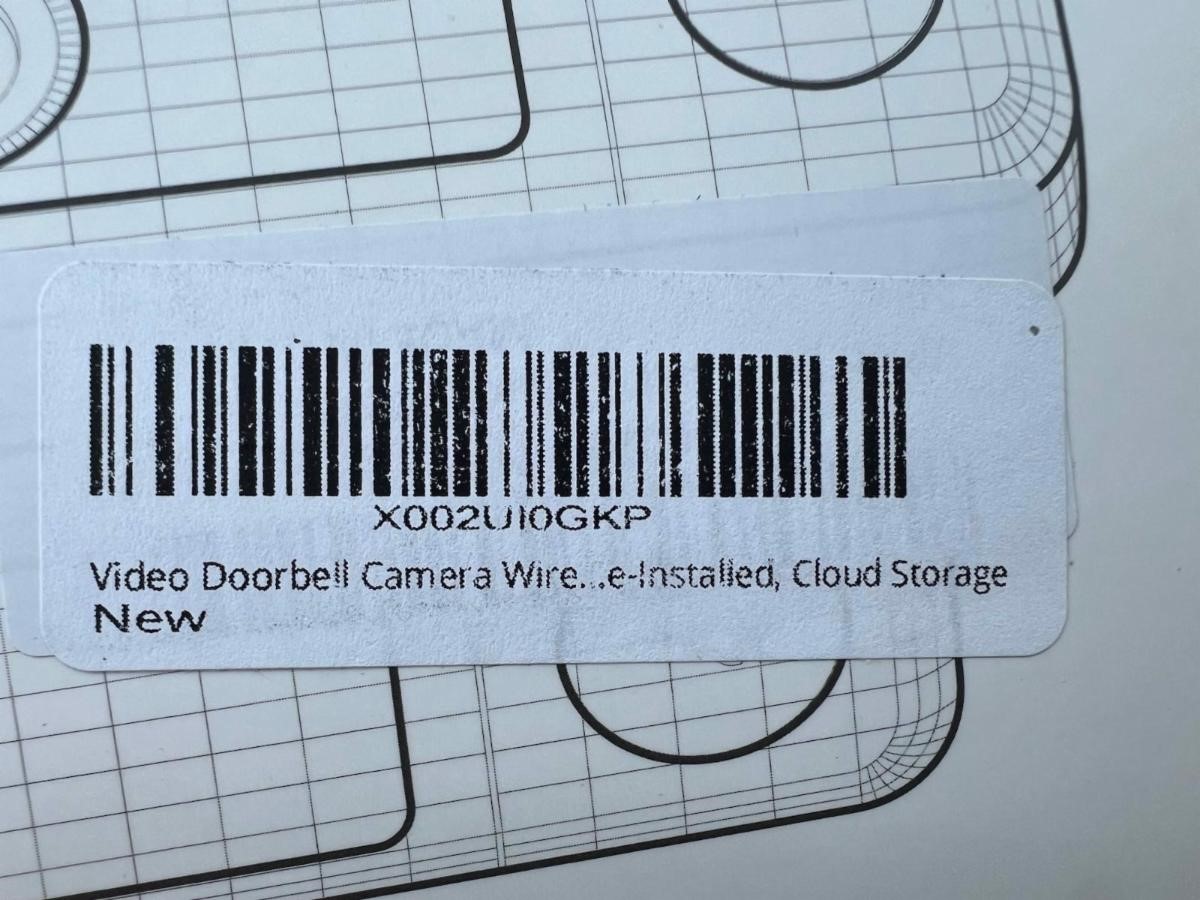 X002UI0GKP
Video Doorbell Camera Wire...e-Installed, Cloud Storage
New